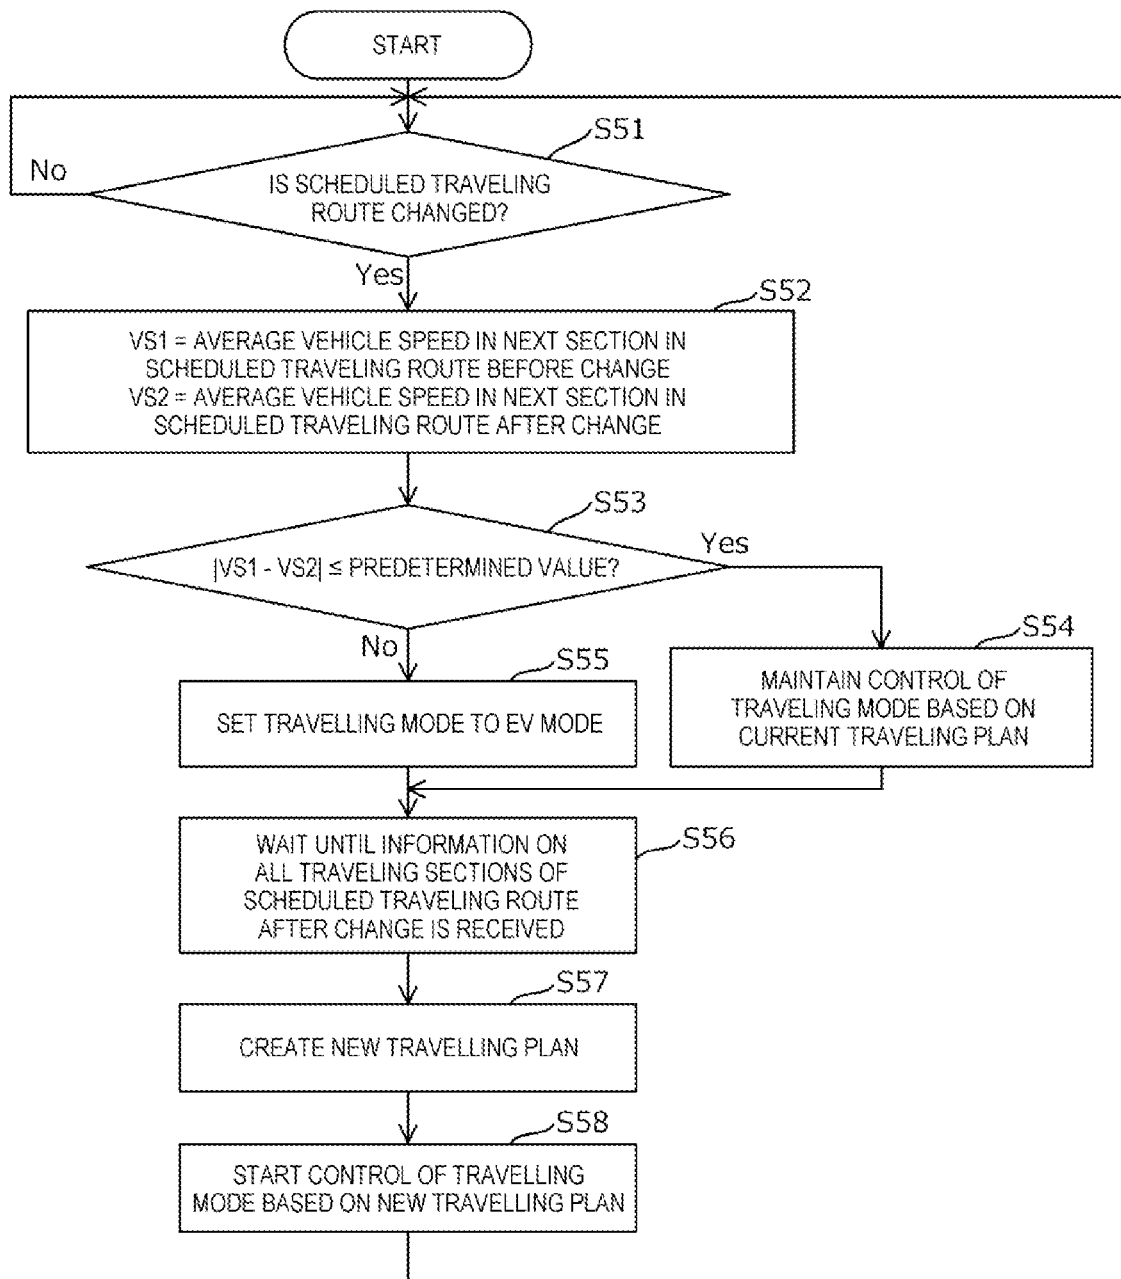 START
S51
No
IS SCHEDULED TRAVELING
ROUTE CHANGED?
Yes
S52
VS1 = AVERAGE VEHICLE SPEED IN NEXT SECTION IN
SCHEDULED TRAVELING ROUTE BEFORE CHANGE
VS2 = AVERAGE VEHICLE SPEED IN NEXT SECTION IN
SCHEDULED TRAVELING ROUTE AFTER CHANGE
S53
Yes
|VS1 - VS2| ≤ PREDETERMINED VALUE?
No
S54
S55
MAINTAIN CONTROL OF
TRAVELING MODE BASED ON
CURRENT TRAVELING PLAN
SET TRAVELLING MODE TO EV MODE
S56
WAIT UNTIL INFORMATION ON
ALL TRAVELING SECTIONS OF
SCHEDULED TRAVELING ROUTE
AFTER CHANGE IS RECEIVED
S57
CREATE NEW TRAVELLING PLAN
S58
START CONTROL OF TRAVELLING
MODE BASED ON NEW TRAVELLING PLAN